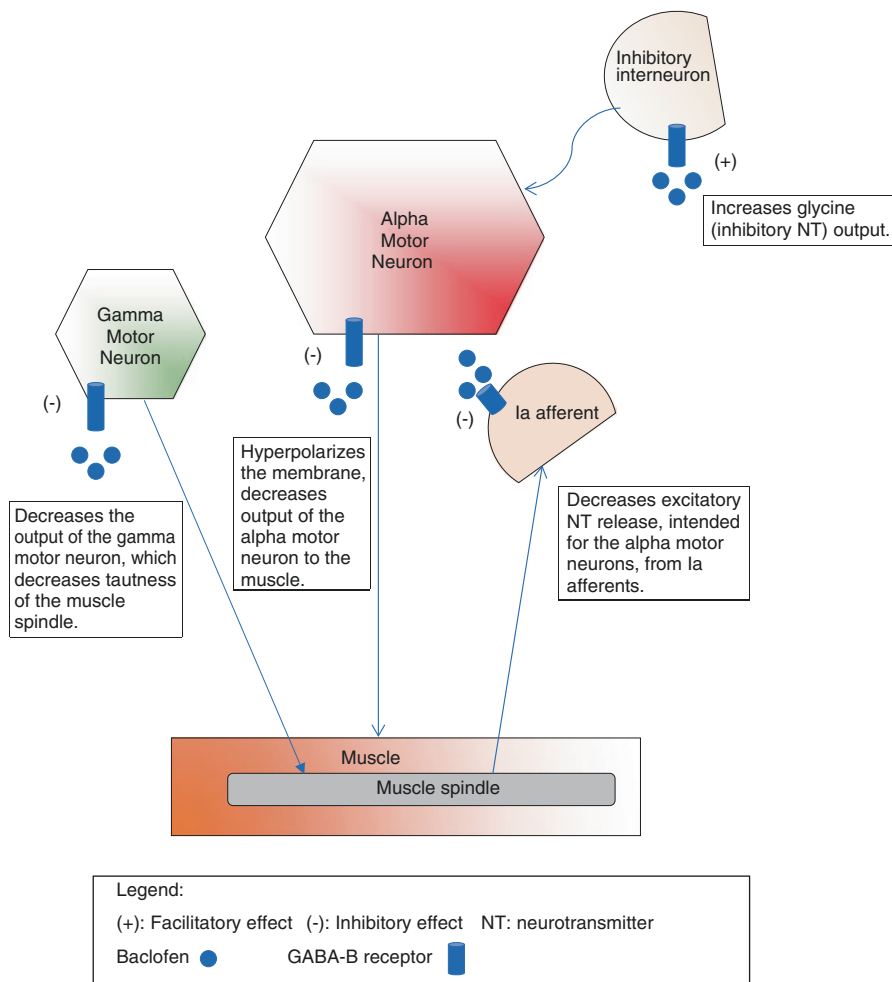 Inhibitory
interneuron
(+)
Increases glycine
(inhibitory NT) output.
Alpha
Motor
Neuron
(-)
Gamma
Motor
Neuron
(-)
Ia afferent
(-)
Hyperpolarizes
the membrane,
decreases
output of the
alpha motor
neuron to the
muscle.
Decreases excitatory
NT release, intended
for the alpha motor
neurons, from Ia
afferents.
Decreases the
output of the gamma
motor neuron, which
decreases tautness
of the muscle
spindle.
Muscle
Muscle spindle
Legend:
(+): Facilitatory effect (-): Inhibitory effect NT: neurotransmitter
Baclofen GABA-B receptor